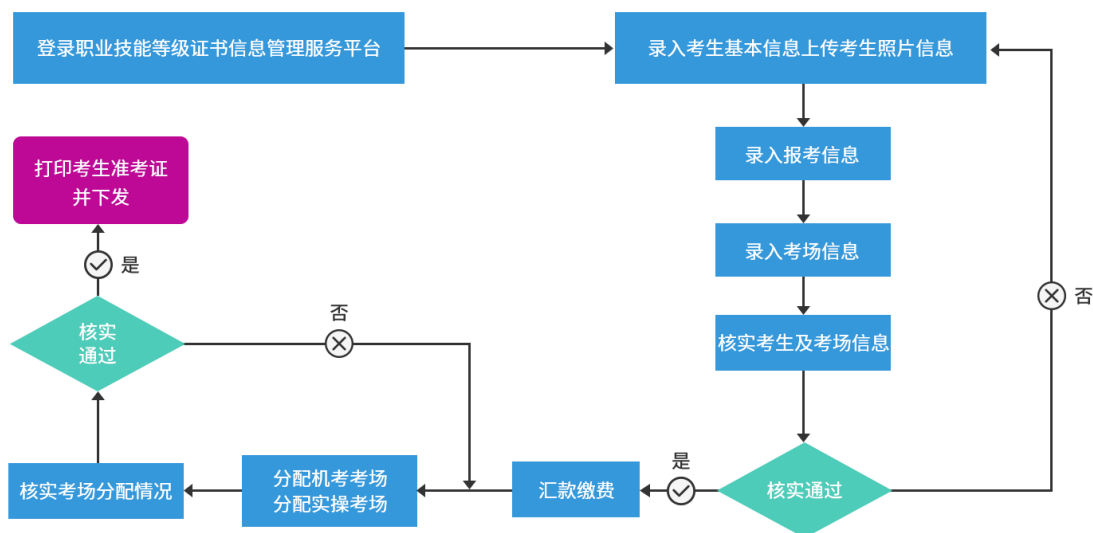 登录职业技能等级证书信息管理服务平台
录入考生基本信息上传考生照片信息
录入报考信息
录入考场信息
核实考生及考场信息
否
核实通过
是
汇款缴费
分配机考考场
分配实操考场
核实考场分配情况
核实
通过
否
是
打印考生准考证
并下发